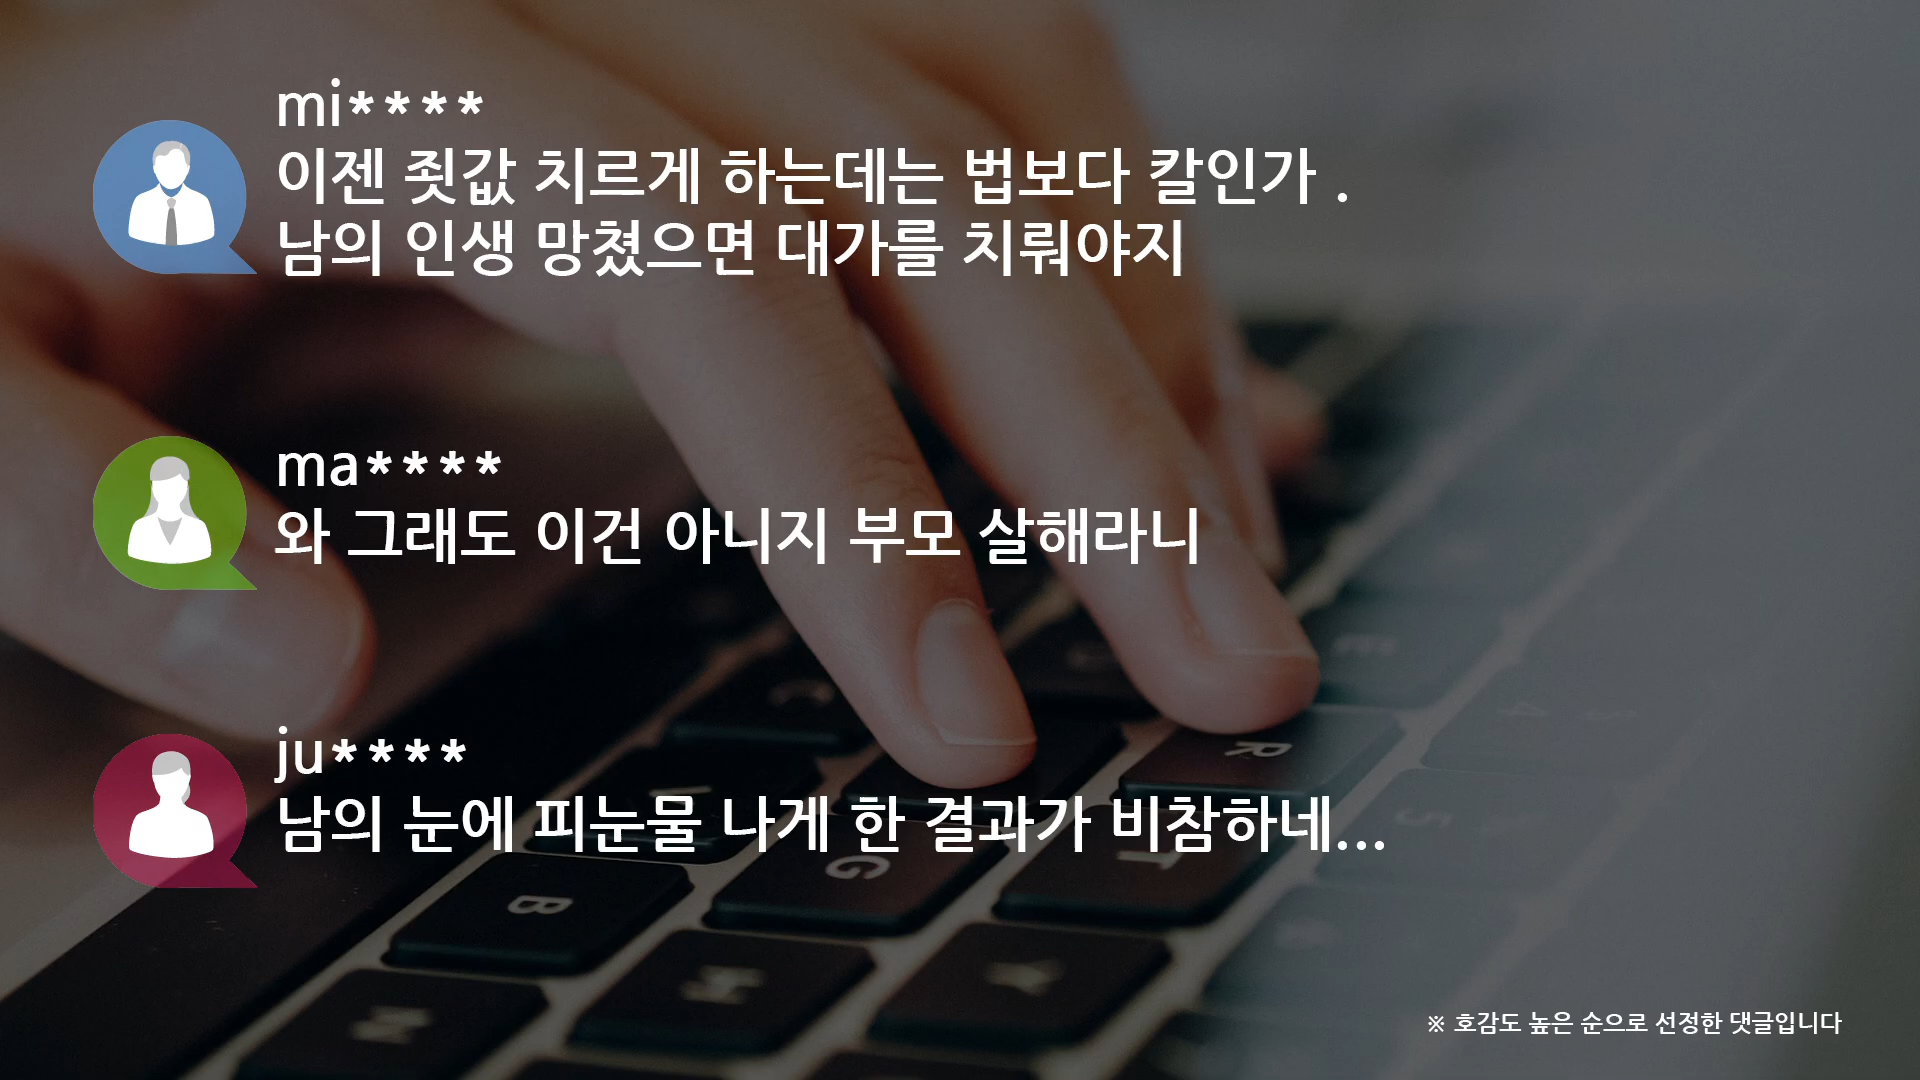 mi****
이젠 죗값 치르게 하는데는 법보다 칼인가 .
남의 인생 망쳤으면 대가를 치뤄야지
ma****
와 그래도 이건 아니지 부모 살해라니
ju****
남의 눈에 피눈물 나게 한 결과가 비참하네...
※ 호감도 높은 순으로 선정한 댓글입니다